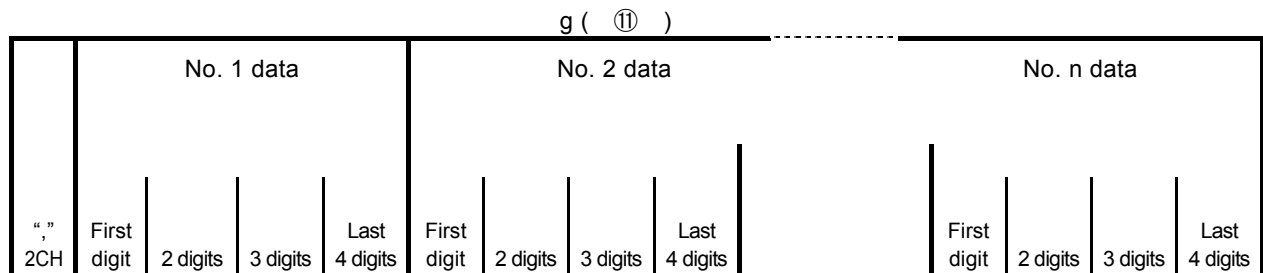 g ( ⑪ )
No. 1 data No. 2 data No. n data
“,” First Last First Last First Last
2CH digit 2 digits 3 digits 4 digits digit 2 digits 3 digits 4 digits digit 2 digits 3 digits 4 digits